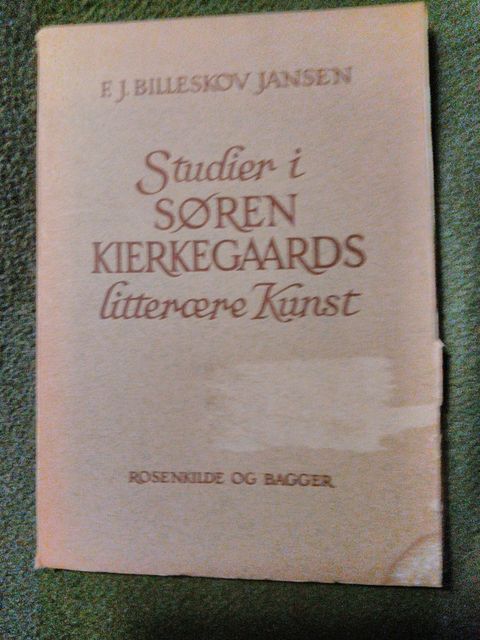 F. J. BILLESKOV JANSEN
Studier i
SØREN
KIERKEGAARDS
litterære Kunst
ROSENKILDE OG BAGGER